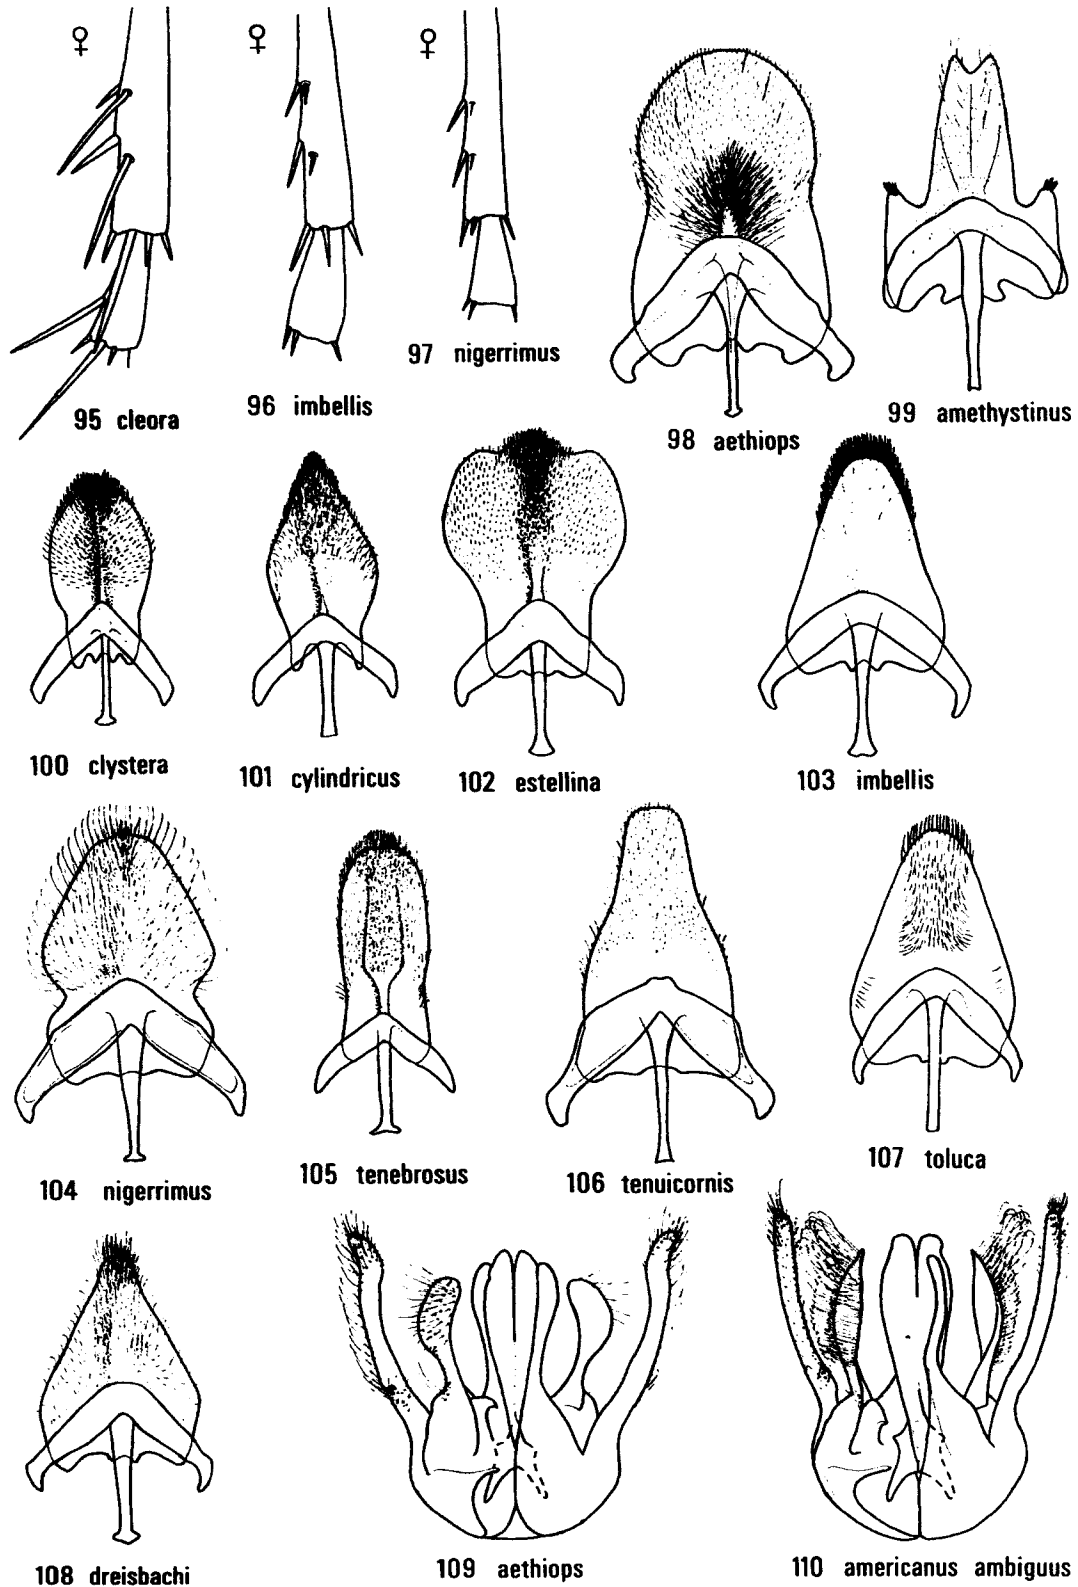 ♀ ♀ ♀
95 cleora
96 imbellis
97 nigerrimus
98 aethiops
99 amethystinus
100 clystera
101 cylindricus
102 estellina
103 imbellis
104 nigerrimus
105 tenebrosus
106 tenuicornis
107 toluca
108 dreisbachi
109 aethiops
110 americanus ambiguus